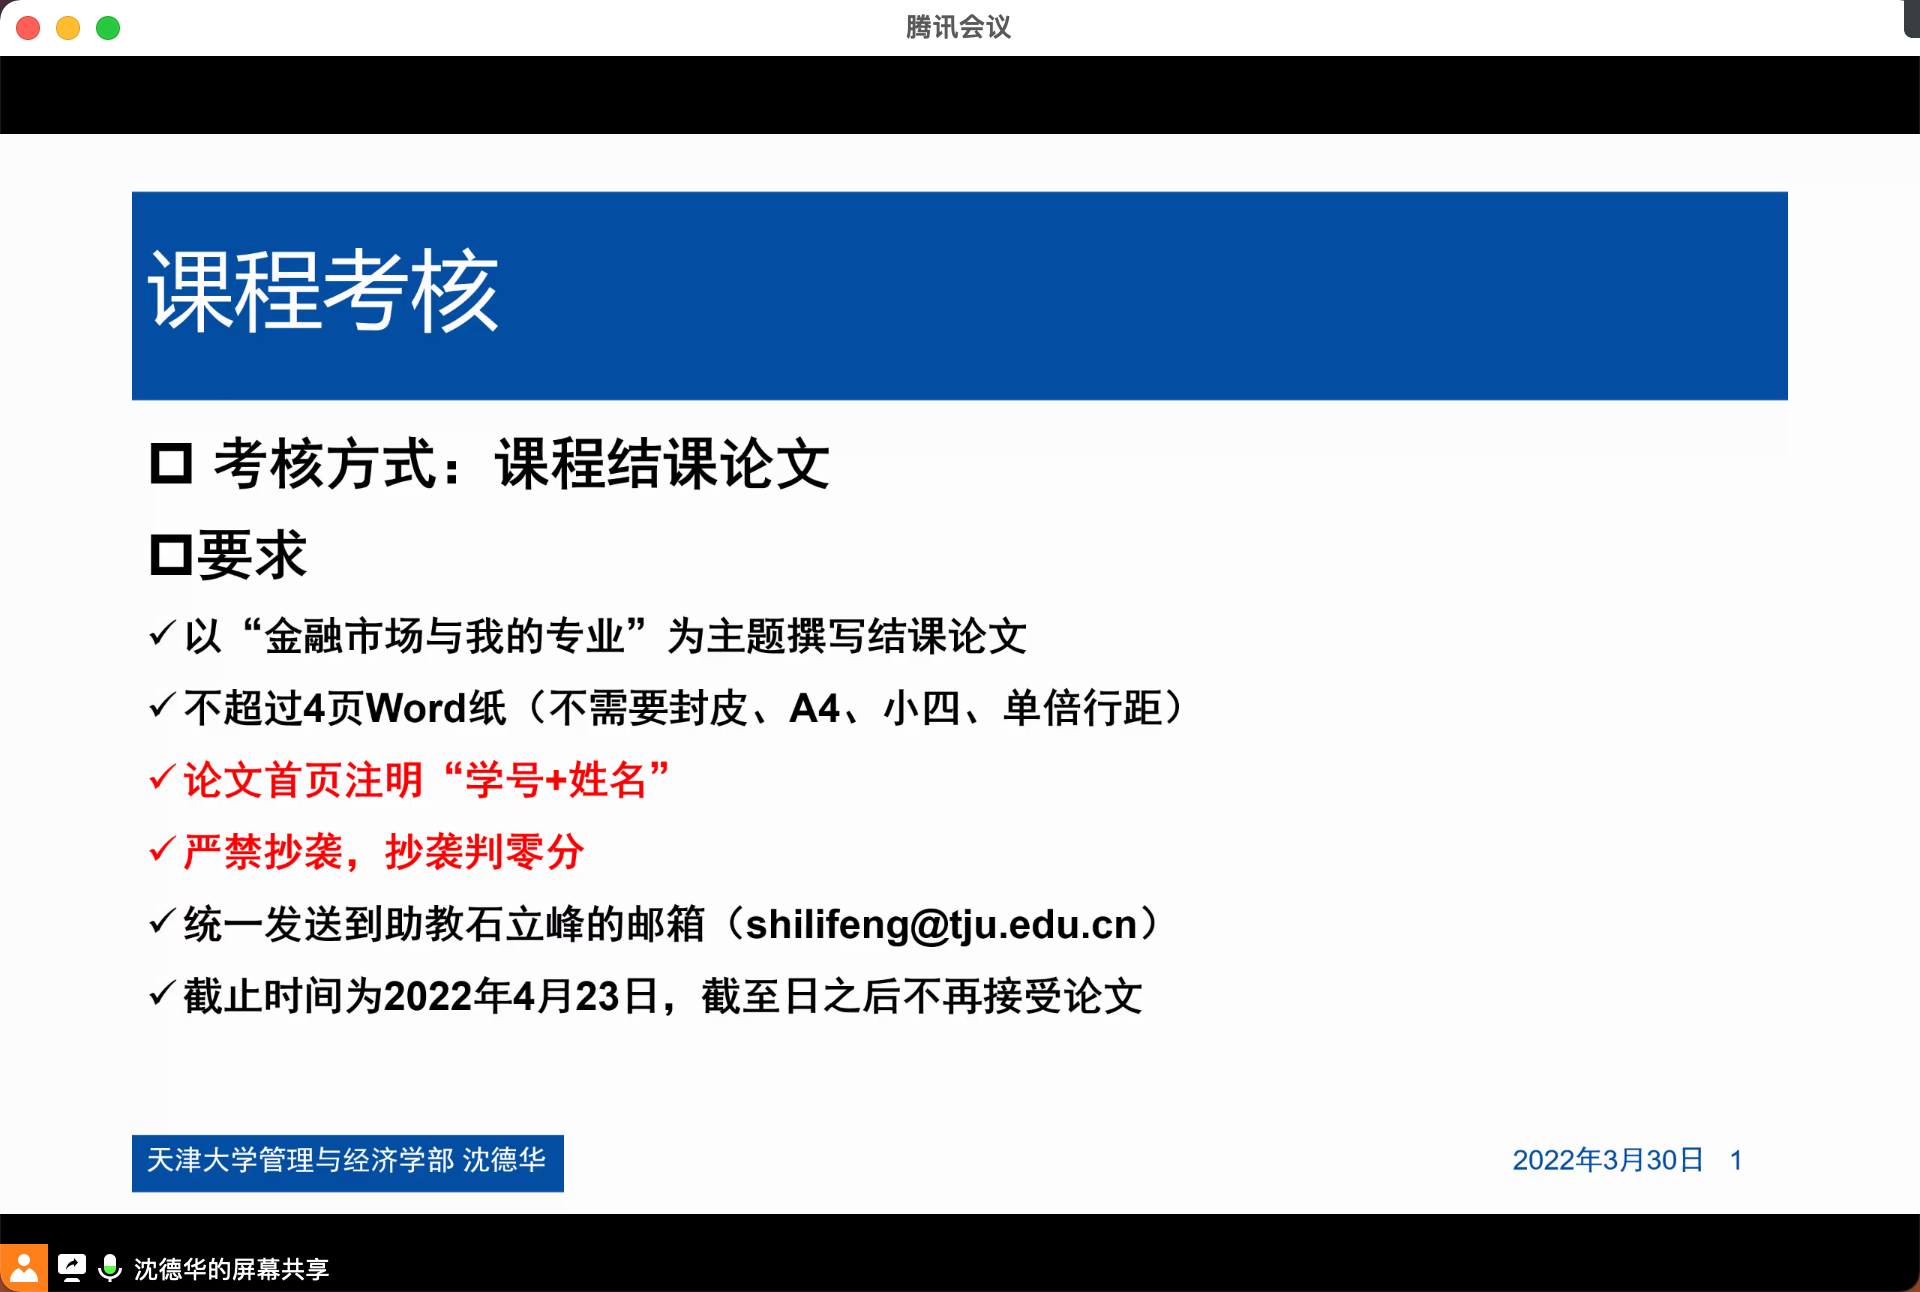 腾讯会议
课程考核
考核方式：课程结课论文
要求
以“金融市场与我的专业”为主题撰写结课论文
不超过4页Word纸（不需要封皮、A4、小四、单倍行距）
论文首页注明“学号+姓名”
严禁抄袭，抄袭判零分
统一发送到助教石立峰的邮箱（shilifeng@tju.edu.cn）
截止时间为2022年4月23日，截至日之后不再接受论文
天津大学管理与经济学部 沈德华
2022年3月30日 1
沈德华的屏幕共享